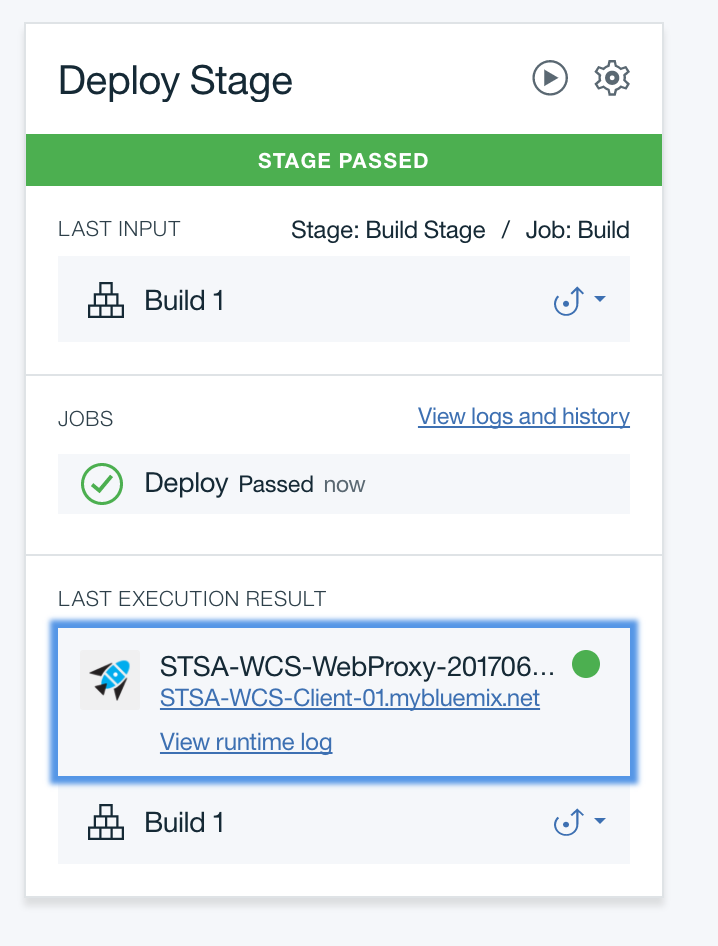 Deploy Stage
STAGE PASSED
LAST INPUT Stage: Build Stage / Job: Build
Build 1
JOBS View logs and history
Deploy Passed now
LAST EXECUTION RESULT
STSA-WCS-WebProxy-201706...
STSA-WCS-Client-01.mybluemix.net
View runtime log
Build 1